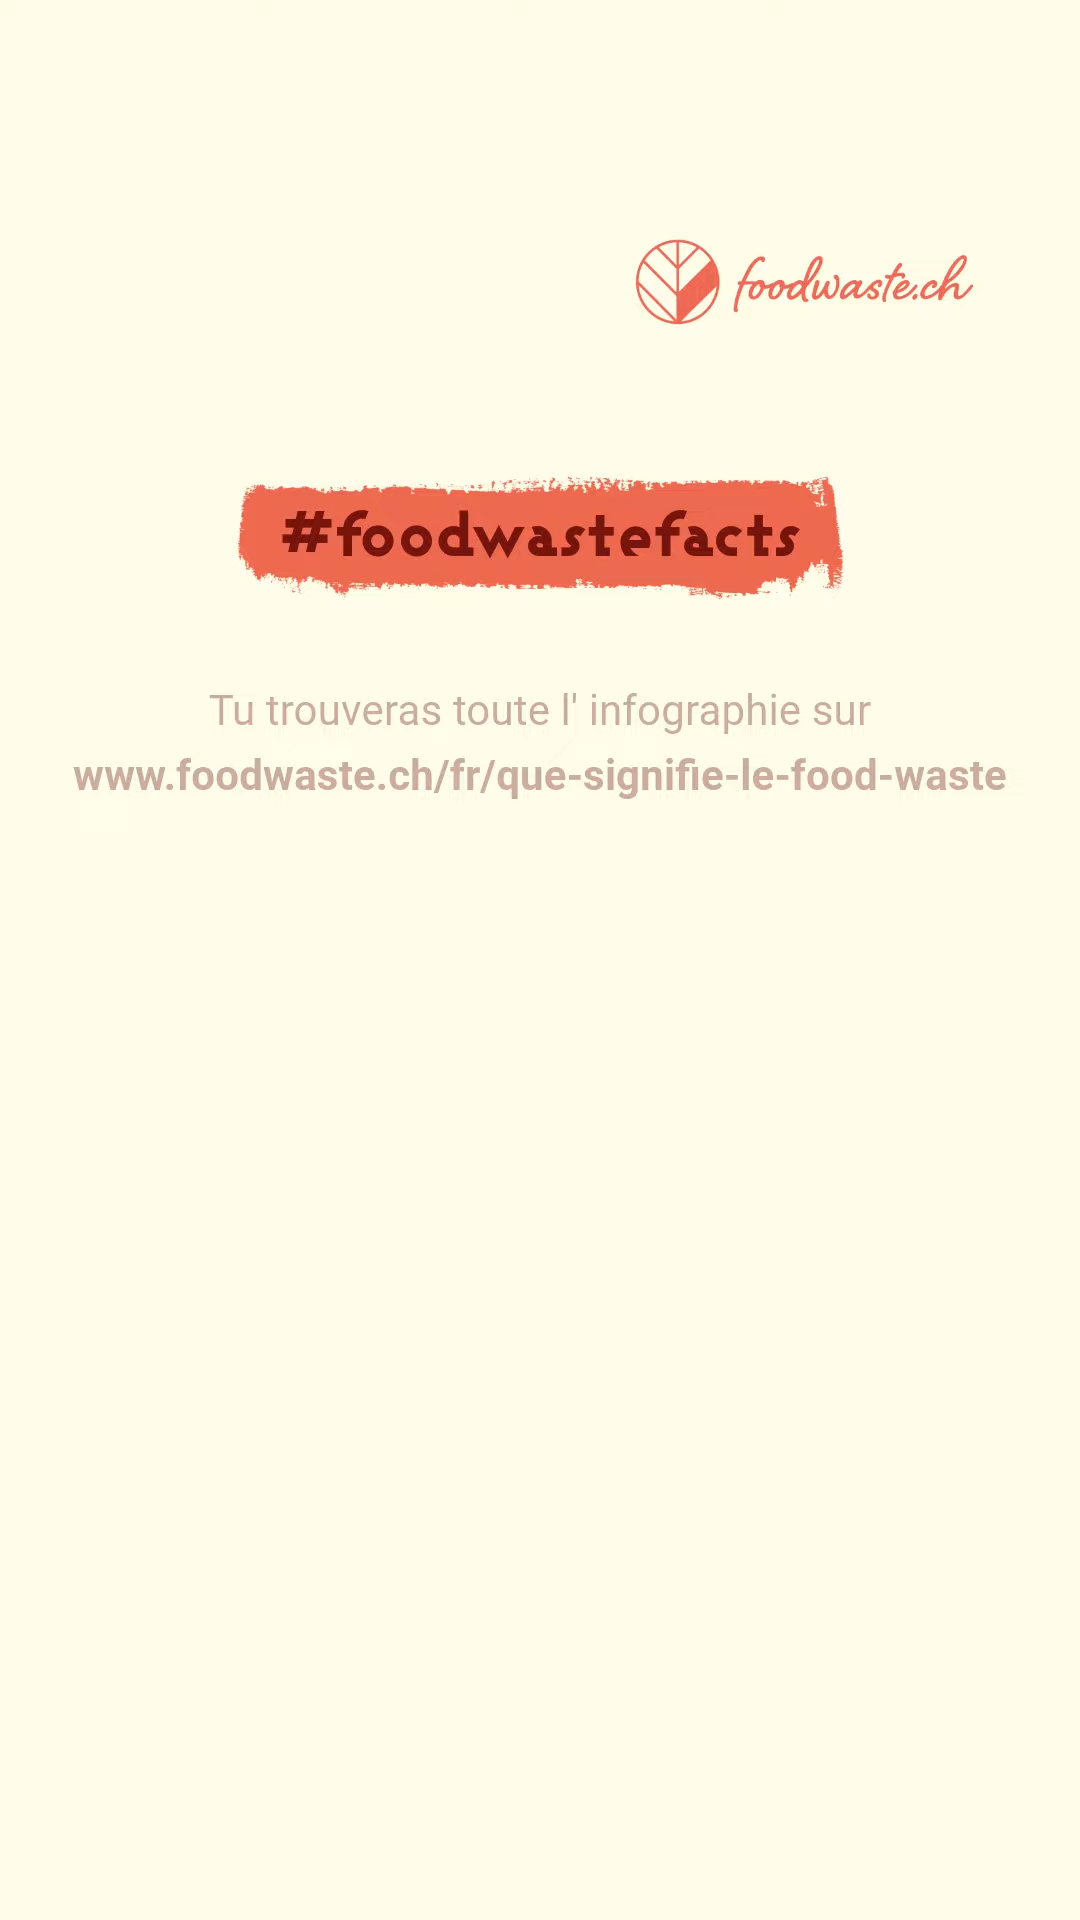 foodwaste.ch
#foodwastefacts
Tu trouveras toute l' infographie sur
www.foodwaste.ch/fr/que-signifie-le-food-waste